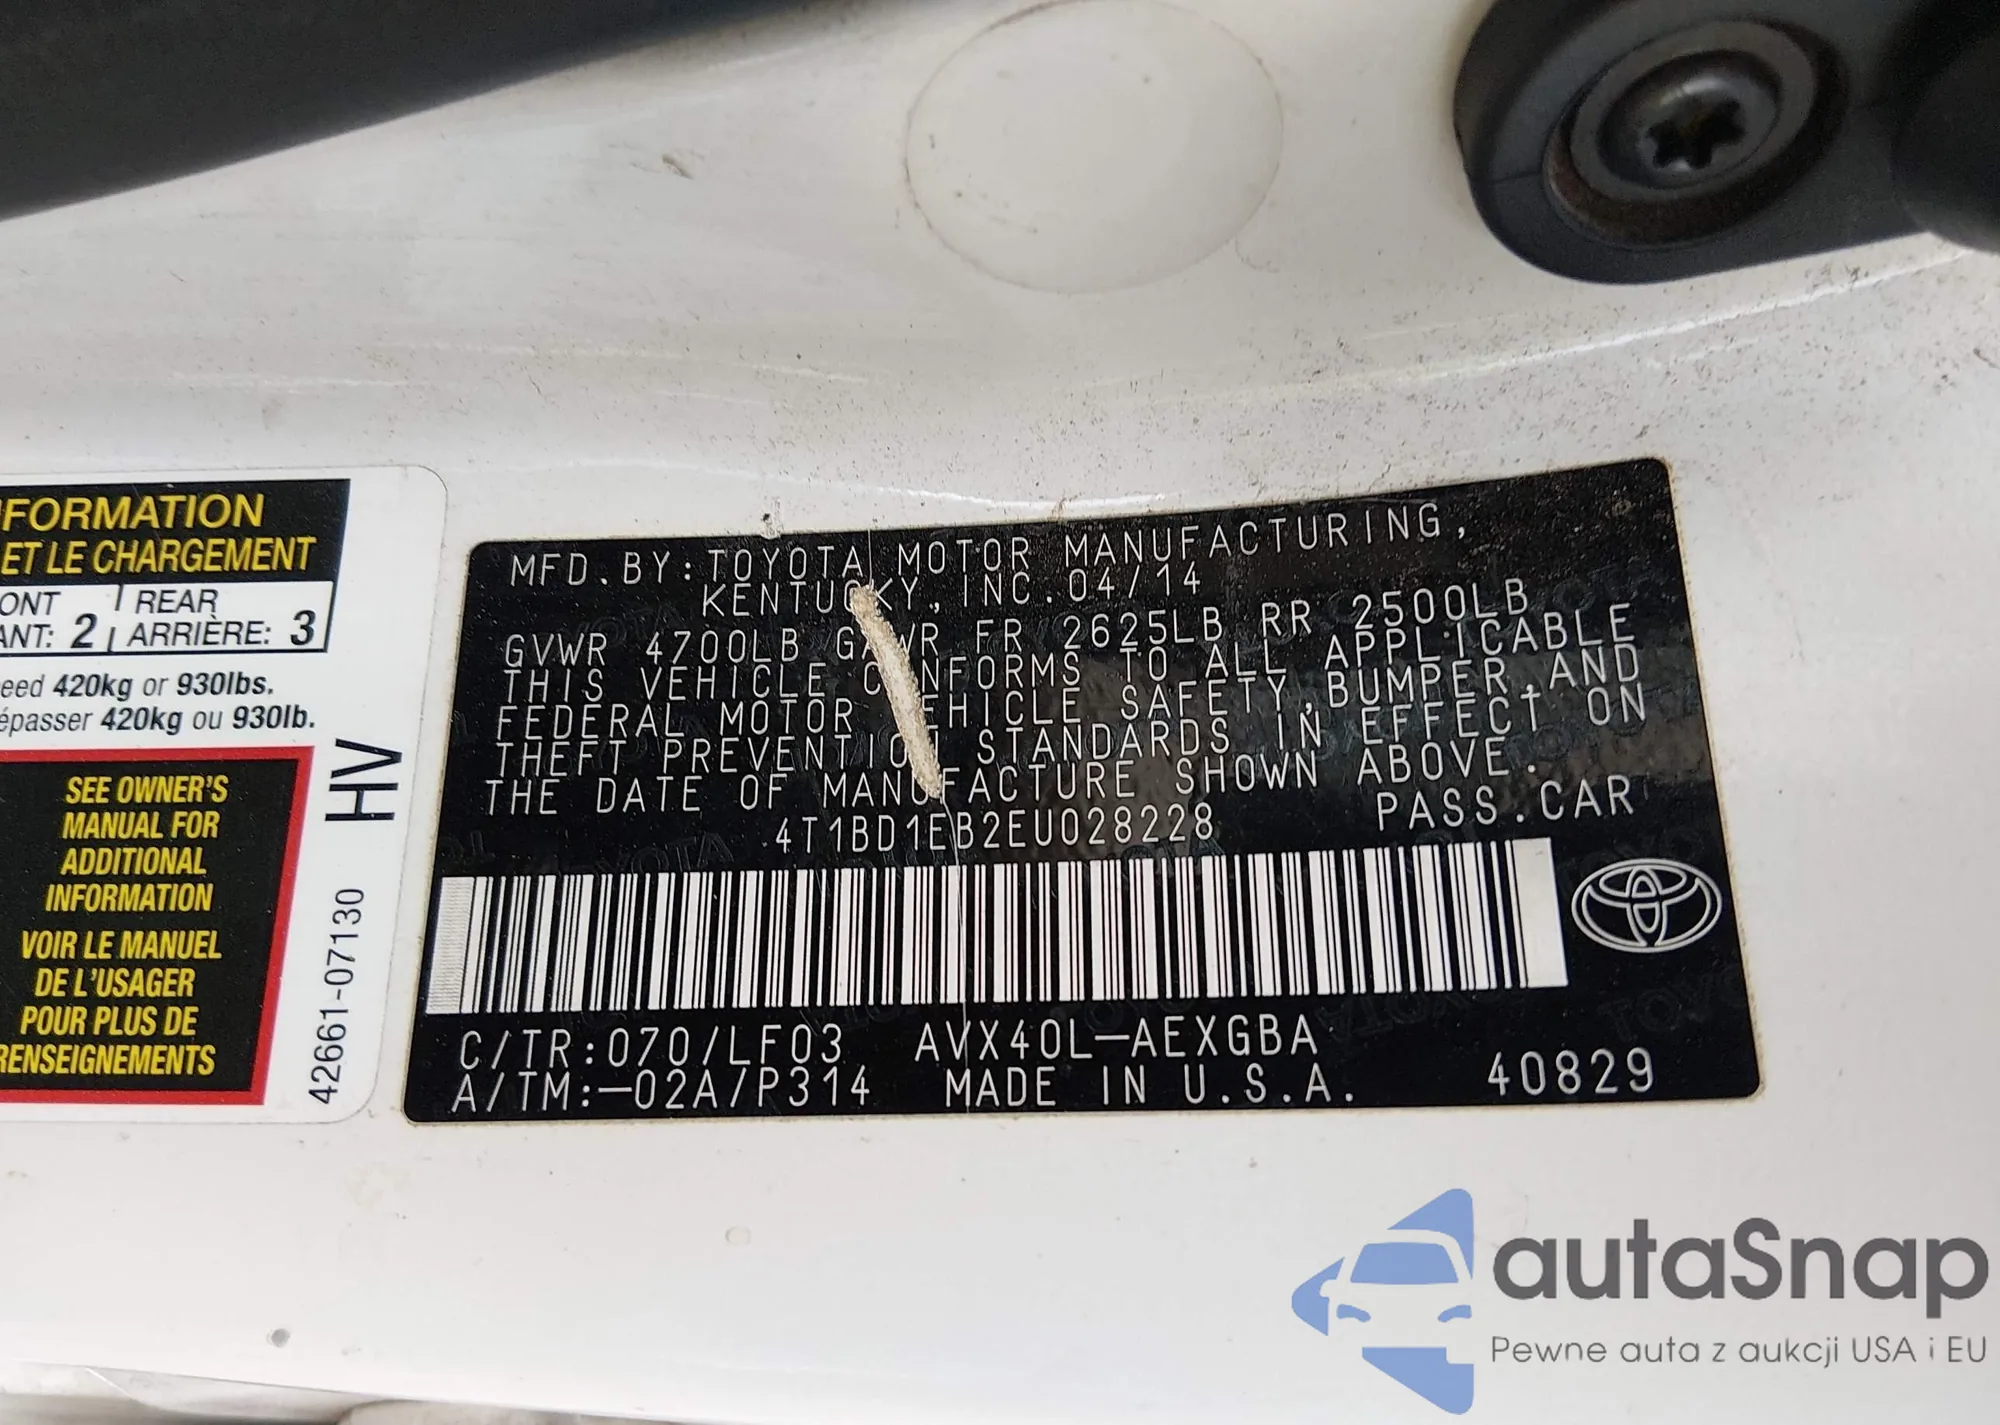 NFORMATION
ET LE CHARGEMENT
ONT
REAR
ANT: 2
ARRIÈRE: 3
eed 420kg or 930lbs.
épasser 420kg ou 930lb.
SEE OWNER'S
MANUAL FOR
ADDITIONAL
INFORMATION
VOIR LE MANUEL
DE L'USAGER
POUR PLUS DE
RENSEIGNEMENTS
HV
42661-07130
MFD.BY:TOYOTA MOTOR MANUFACTURING,
KENTUCKY,INC.04/14
GVWR 4700LB GAWR FR 2625LB RR 2500LB
THIS VEHICLE CONFORMS TO ALL APPLICABLE
FEDERAL MOTOR VEHICLE SAFETY,BUMPER,AND
THEFT PREVENTION STANDARDS IN EFFECT ON
THE DATE OF MANUFACTURE SHOWN ABOVE.
4T1BD1EB2EU028228 PASS.CAR
TOYOTA
C/TR:070/LF03 AVX40L-AEXGBA
A/TM:-02A/P314 MADE IN U.S.A. 40829
autaSnap
Pewne auta z aukcji USA i EU